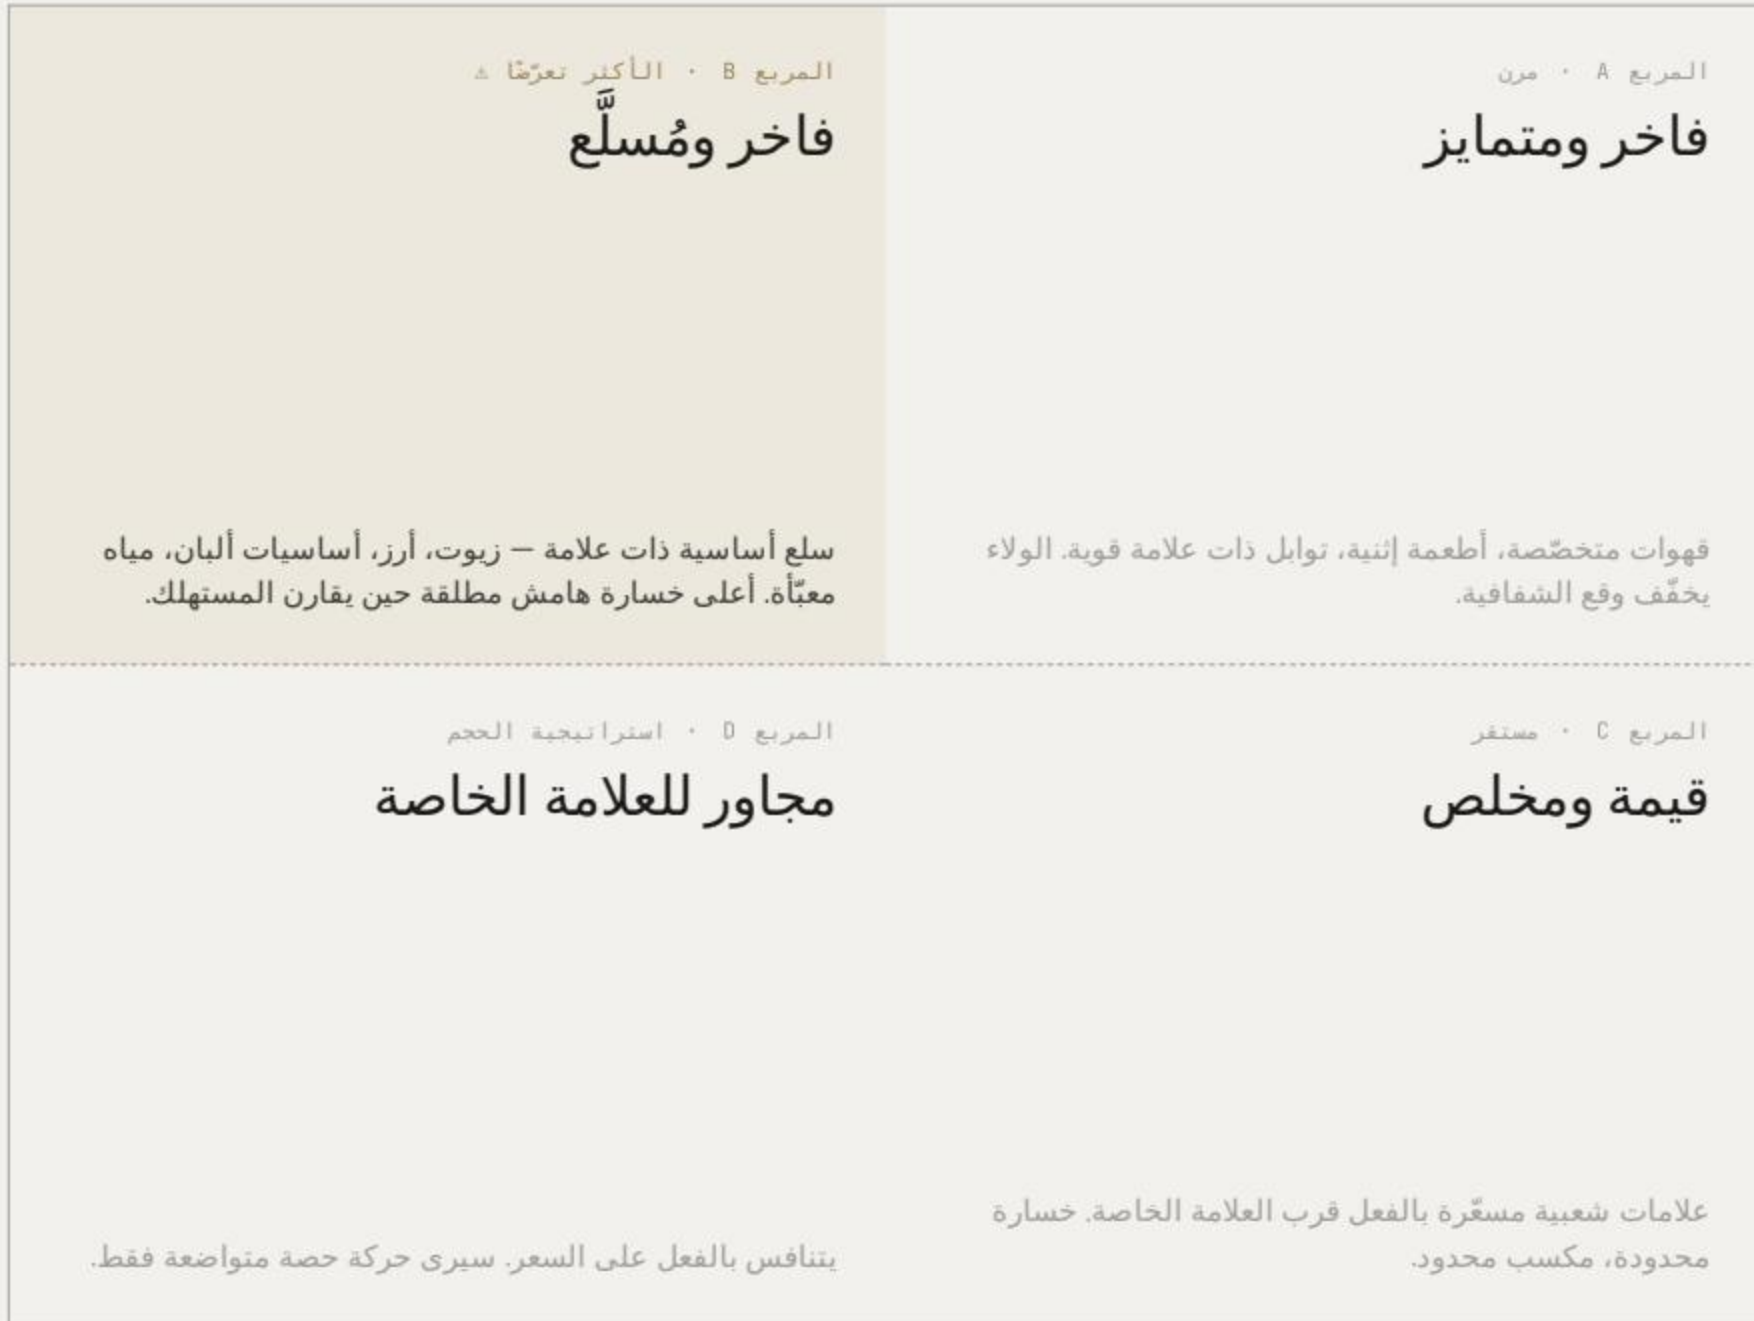 المربع A · مرن
فاخر ومتمايز
قهوات متخصّصة، أطعمة إثنية، توابل ذات علامة قوية. الولاء
يخفّف وقع الشفافية.
المربع B · الأكثر تعرّضًا ⚠
فاخر ومُسلَّع
سلع أساسية ذات علامة — زيوت، أرز، أساسيات ألبان، مياه
معبّأة. أعلى خسارة هامش مطلقة حين يقارن المستهلك.
المربع C · مستقر
قيمة ومخلص
علامات شعبية مسعّرة بالفعل قرب العلامة الخاصة. خسارة
محدودة، مكسب محدود.
المربع D · استراتيجية الحجم
مجاور للعلامة الخاصة
يتنافس بالفعل على السعر. سيرى حركة حصة متواضعة فقط.